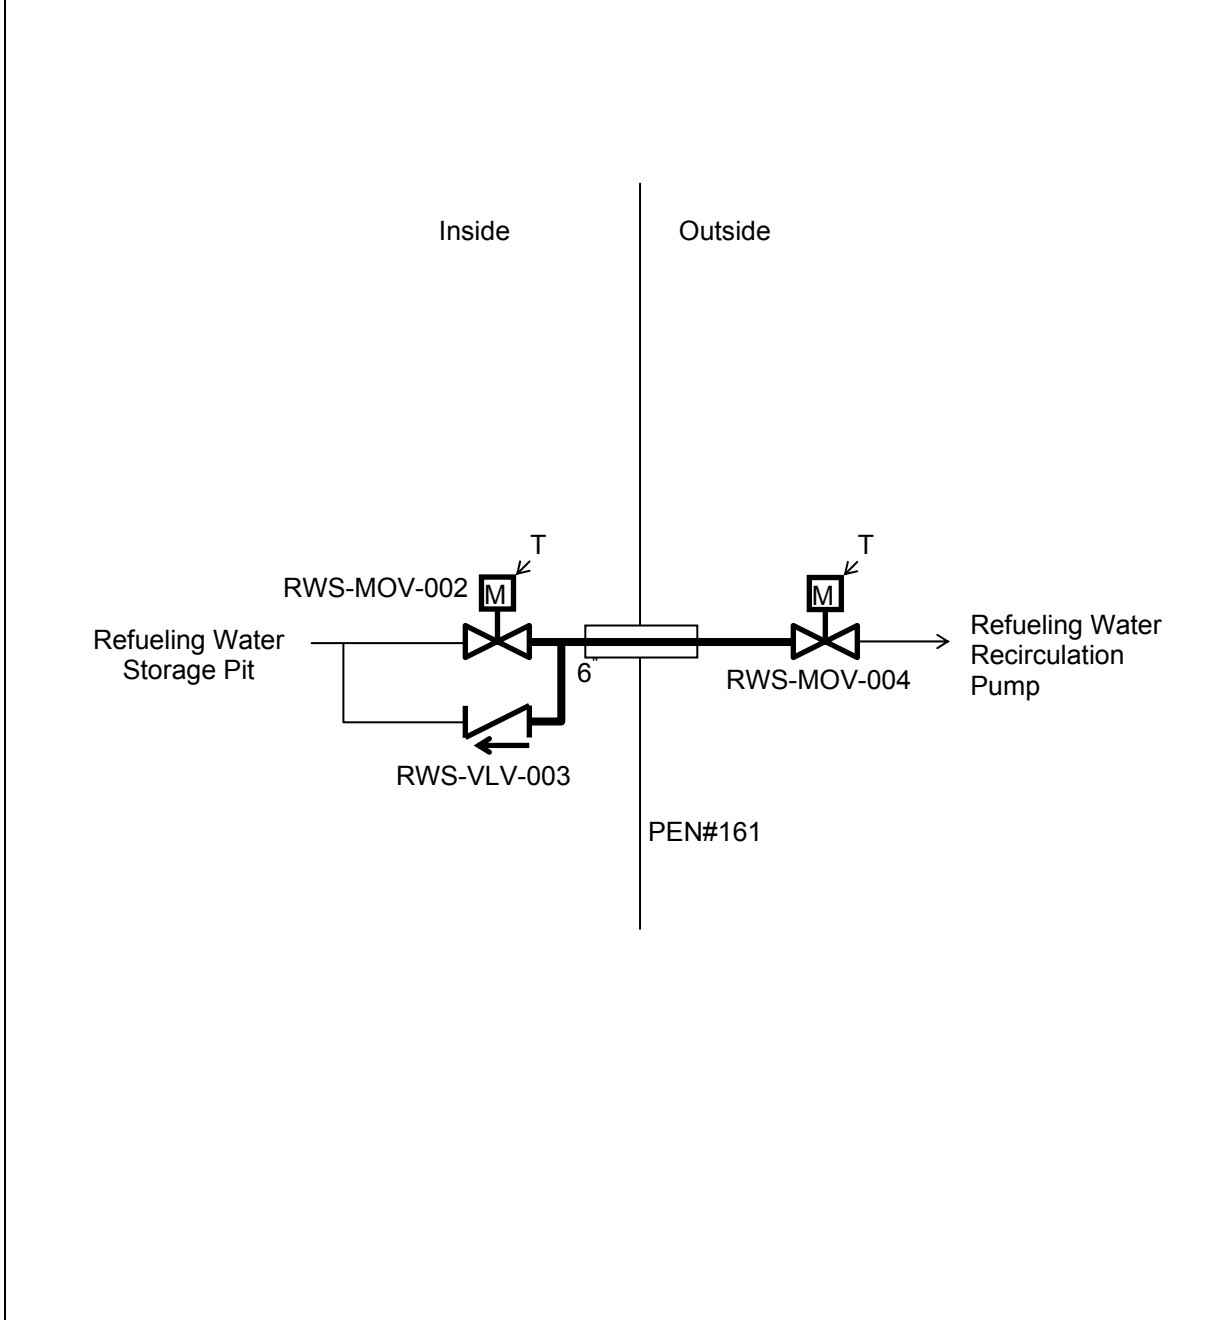 Inside
Outside
T
T
RWS-MOV-002
M
M
Refueling Water
Storage Pit
Refueling Water
Recirculation
Pump
6"
RWS-MOV-004
RWS-VLV-003
PEN#161